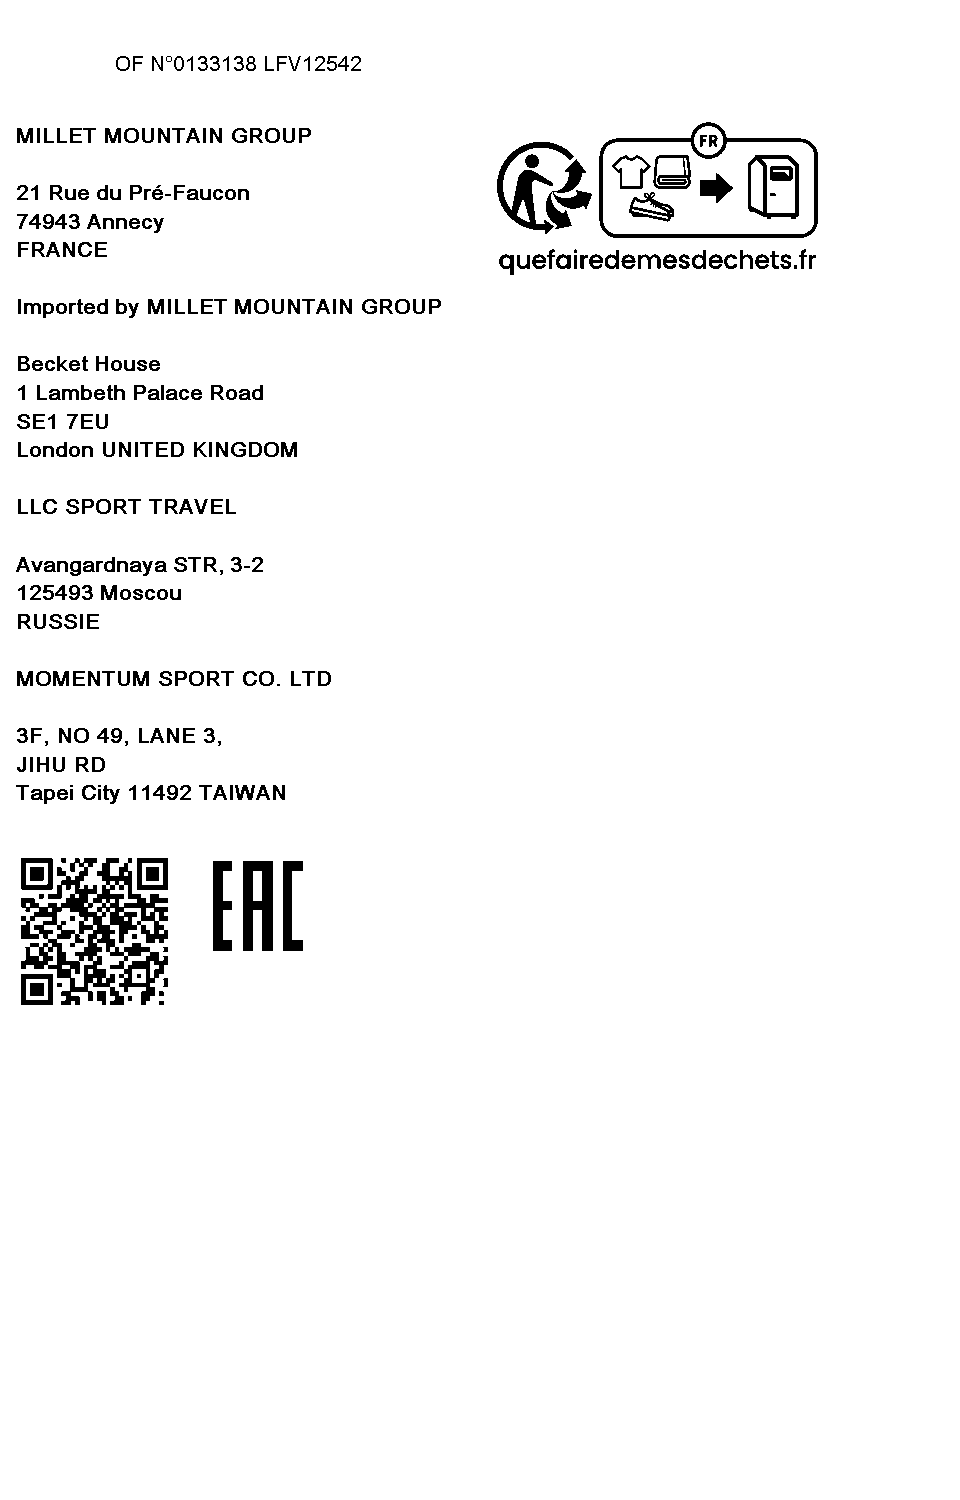 OF N°0133138 LFV12542
MILLET MOUNTAIN GROUP
21 Rue du Pré-Faucon
74943 Annecy
FRANCE
Imported by MILLET MOUNTAIN GROUP
Becket House
1 Lambeth Palace Road
SE1 7EU
London UNITED KINGDOM
LLC SPORT TRAVEL
Avangardnaya STR, 3-2
125493 Moscou
RUSSIE
MOMENTUM SPORT CO. LTD
3F, NO 49, LANE 3,
JIHU RD
Tapei City 11492 TAIWAN
EAC
FR
quefairedemesdechets.fr